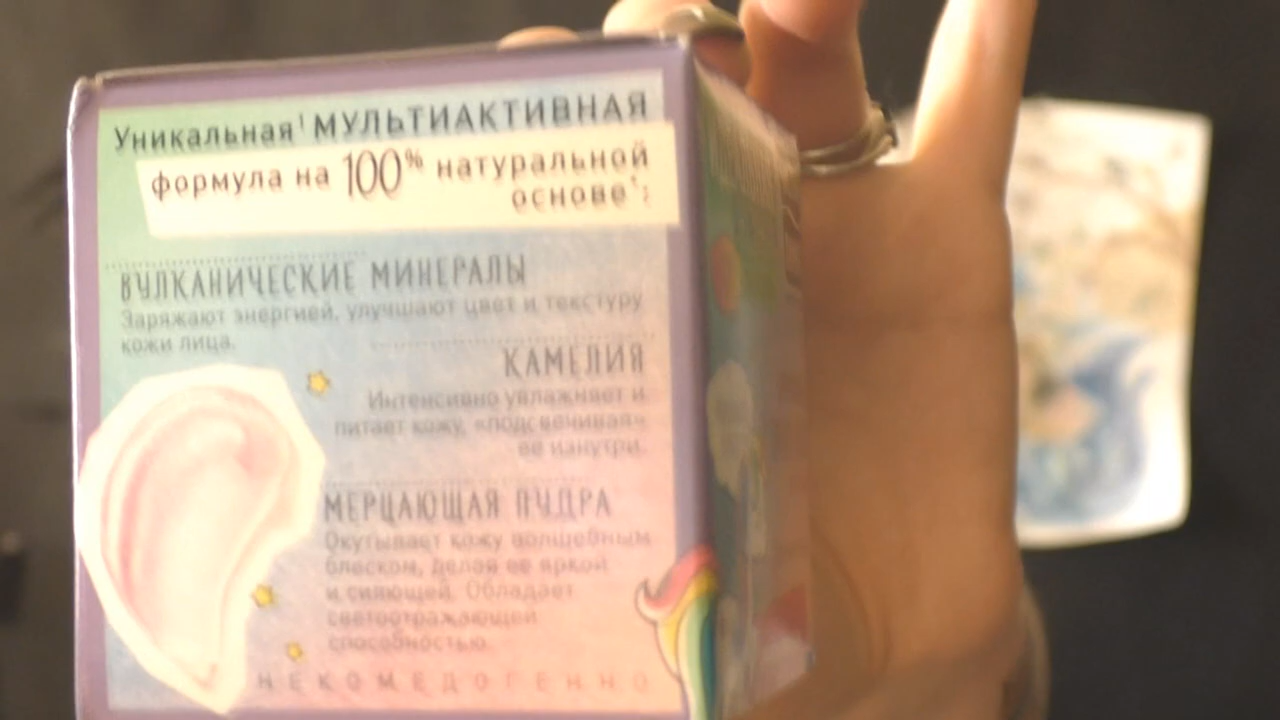 Уникальная¹ МУЛЬТИАКТИВНАЯ
формула на 100% натуральной
основе*:
ВУЛКАНИЧЕСКИЕ МИНЕРАЛЫ
Заряжают энергией, улучшают цвет и текстуру
кожи лица.
КАМЕЛИЯ
Интенсивно увлажняет и
питает кожу, «подсвечивая»
ее изнутри.
МЕРЦАЮЩАЯ ПУДРА
Окутывает кожу волшебным
блеском, делая ее яркой
и сияющей. Обладает
светоотражающей
способностью.
НЕКОМЕДОГЕННО